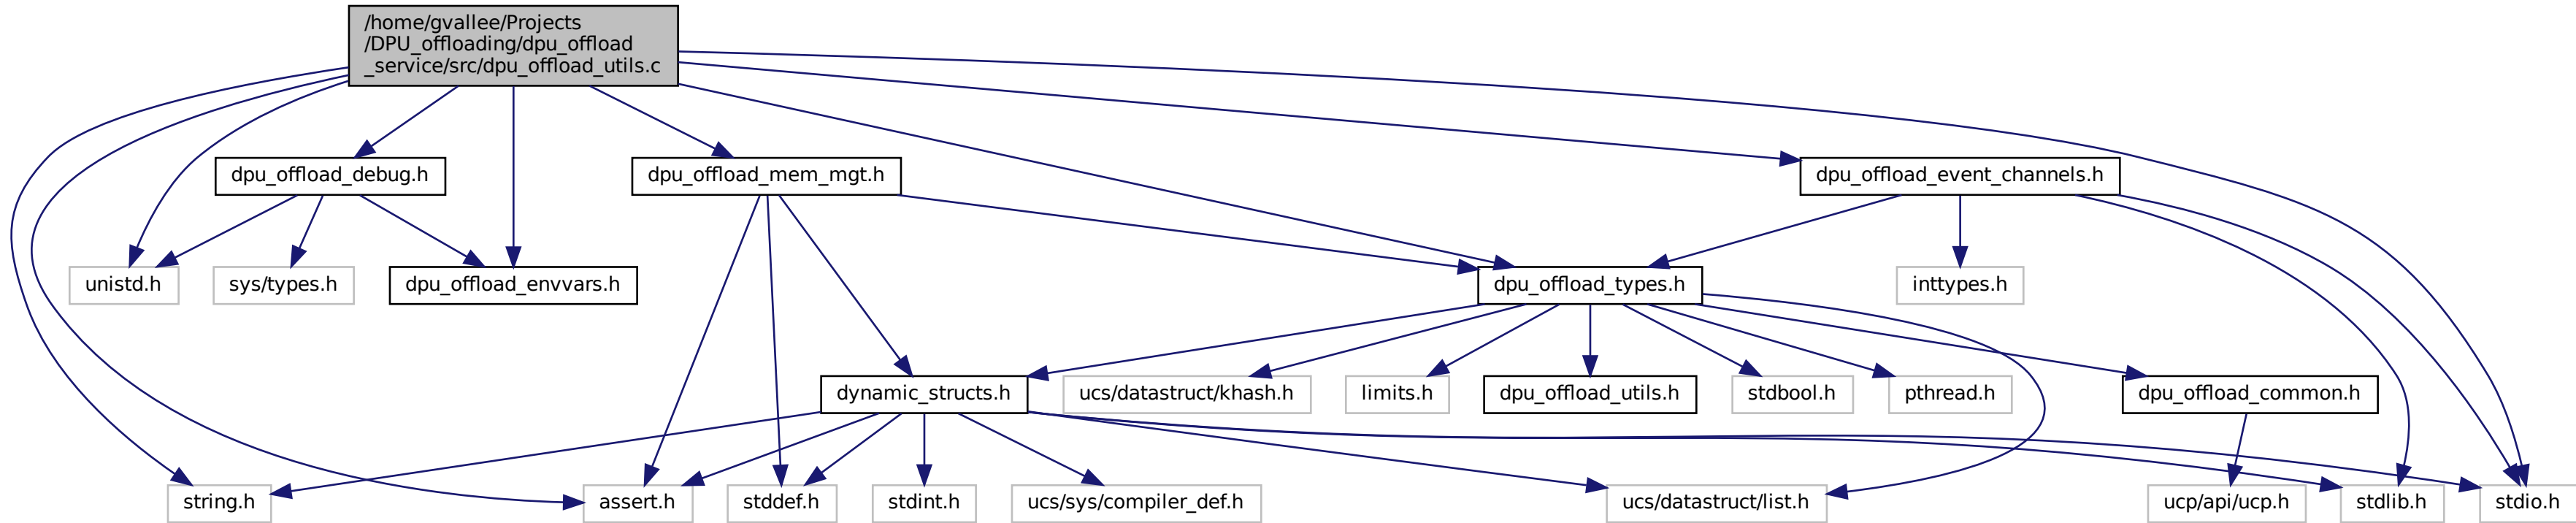 /home/gvallee/Projects
/DPU_offloading/dpu_offload
_service/src/dpu_offload_utils.c
dpu_offload_debug.h
dpu_offload_mem_mgt.h
dpu_offload_event_channels.h
unistd.h
sys/types.h
dpu_offload_envvars.h
dpu_offload_types.h
inttypes.h
dynamic_structs.h
ucs/datastruct/khash.h
limits.h
dpu_offload_utils.h
stdbool.h
pthread.h
dpu_offload_common.h
string.h
assert.h
stddef.h
stdint.h
ucs/sys/compiler_def.h
ucs/datastruct/list.h
ucp/api/ucp.h
stdlib.h
stdio.h